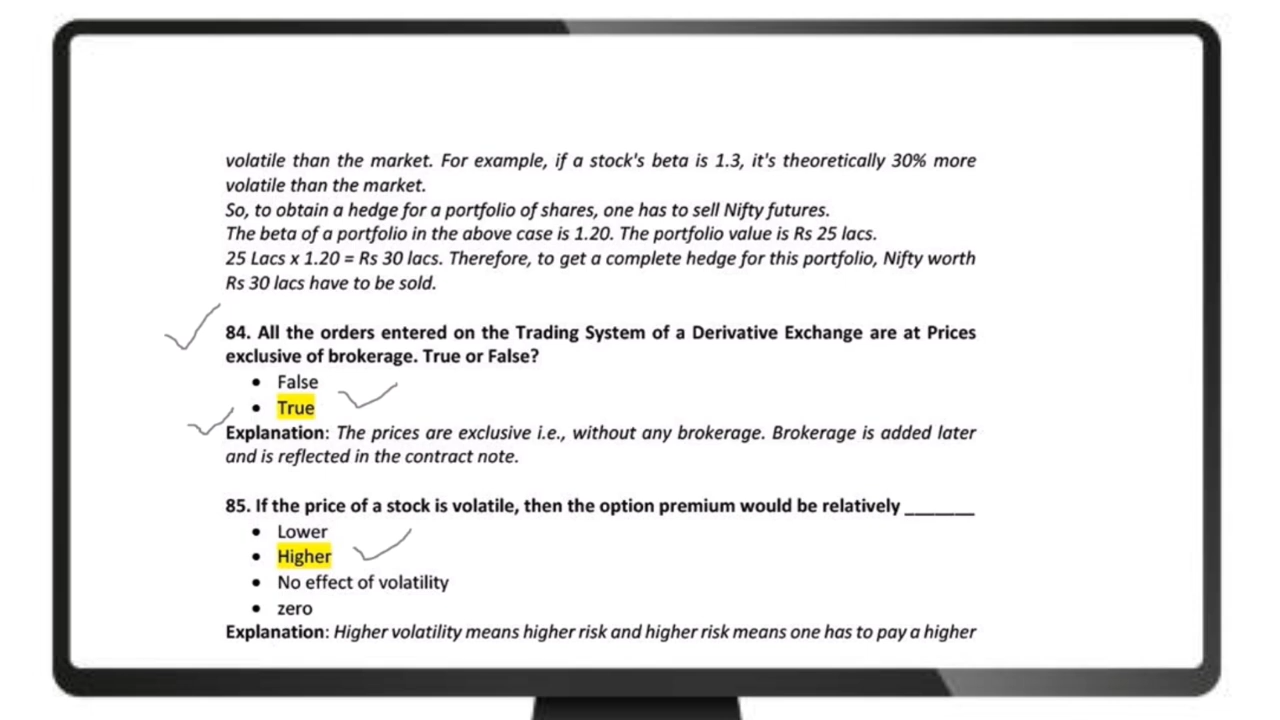 volatile than the market. For example, if a stock's beta is 1.3, it's theoretically 30% more
volatile than the market.
So, to obtain a hedge for a portfolio of shares, one has to sell Nifty futures.
The beta of a portfolio in the above case is 1.20. The portfolio value is Rs 25 lacs.
25 Lacs x 1.20 = Rs 30 lacs. Therefore, to get a complete hedge for this portfolio, Nifty worth
Rs 30 lacs have to be sold.
84. All the orders entered on the Trading System of a Derivative Exchange are at Prices
exclusive of brokerage. True or False?
• False
• True
Explanation: The prices are exclusive i.e., without any brokerage. Brokerage is added later
and is reflected in the contract note.
85. If the price of a stock is volatile, then the option premium would be relatively _______
• Lower
• Higher
• No effect of volatility
• zero
Explanation: Higher volatility means higher risk and higher risk means one has to pay a higher